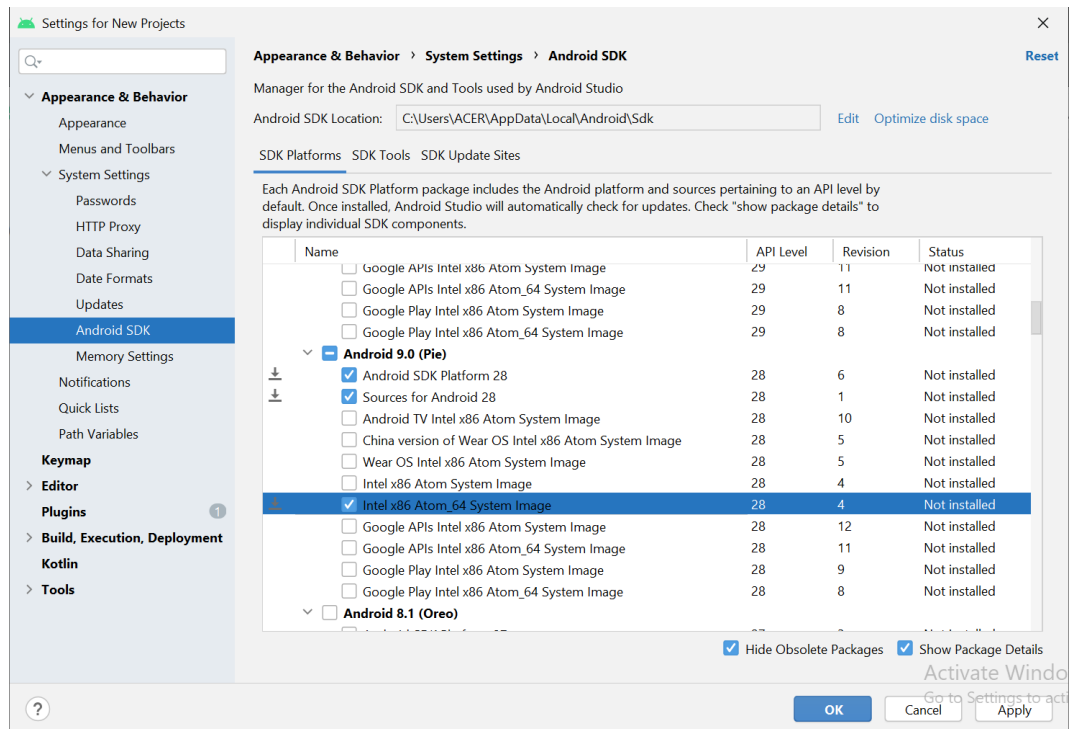 Settings for New Projects
Appearance & Behavior › System Settings › Android SDK
Reset
Manager for the Android SDK and Tools used by Android Studio
Android SDK Location: C:\Users\ACER\AppData\Local\Android\Sdk Edit Optimize disk space
Appearance & Behavior
Appearance
Menus and Toolbars
System Settings
Passwords
HTTP Proxy
Data Sharing
Date Formats
Updates
Android SDK
Memory Settings
Notifications
Quick Lists
Path Variables
Keymap
Editor
Plugins 1
Build, Execution, Deployment
Kotlin
Tools
SDK Platforms SDK Tools SDK Update Sites
Each Android SDK Platform package includes the Android platform and sources pertaining to an API level by
default. Once installed, Android Studio will automatically check for updates. Check "show package details" to
display individual SDK components.
Name API Level Revision Status
Google APIs Intel x86 Atom System Image 29 11 Not installed
Google APIs Intel x86 Atom_64 System Image 29 11 Not installed
Google Play Intel x86 Atom System Image 29 8 Not installed
Google Play Intel x86 Atom_64 System Image 29 8 Not installed
Android 9.0 (Pie)
Android SDK Platform 28 28 6 Not installed
Sources for Android 28 28 1 Not installed
Android TV Intel x86 Atom System Image 28 10 Not installed
China version of Wear OS Intel x86 Atom System Image 28 5 Not installed
Wear OS Intel x86 Atom System Image 28 5 Not installed
Intel x86 Atom System Image 28 4 Not installed
Intel x86 Atom_64 System Image 28 4 Not installed
Google APIs Intel x86 Atom System Image 28 12 Not installed
Google APIs Intel x86 Atom_64 System Image 28 11 Not installed
Google Play Intel x86 Atom System Image 28 9 Not installed
Google Play Intel x86 Atom_64 System Image 28 8 Not installed
Android 8.1 (Oreo)
Hide Obsolete Packages Show Package Details
Activate Windo
Go to Settings to acti
? OK Cancel Apply